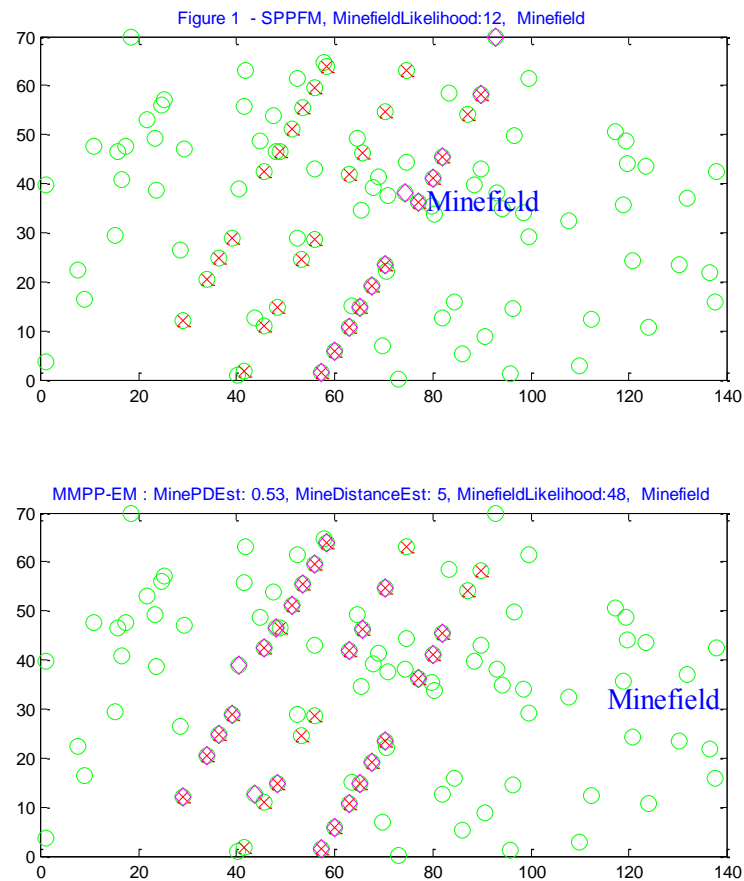 Figure 1 - SPPFM, MinefieldLikelihood:12, Minefield
70
60
50
40
30
20
10
0
Minefield
0 20 40 60 80 100 120 140
MMPP-EM : MinePDEst: 0.53, MineDistanceEst: 5, MinefieldLikelihood:48, Minefield
70
60
50
40
30
20
10
0
Minefield
0 20 40 60 80 100 120 140